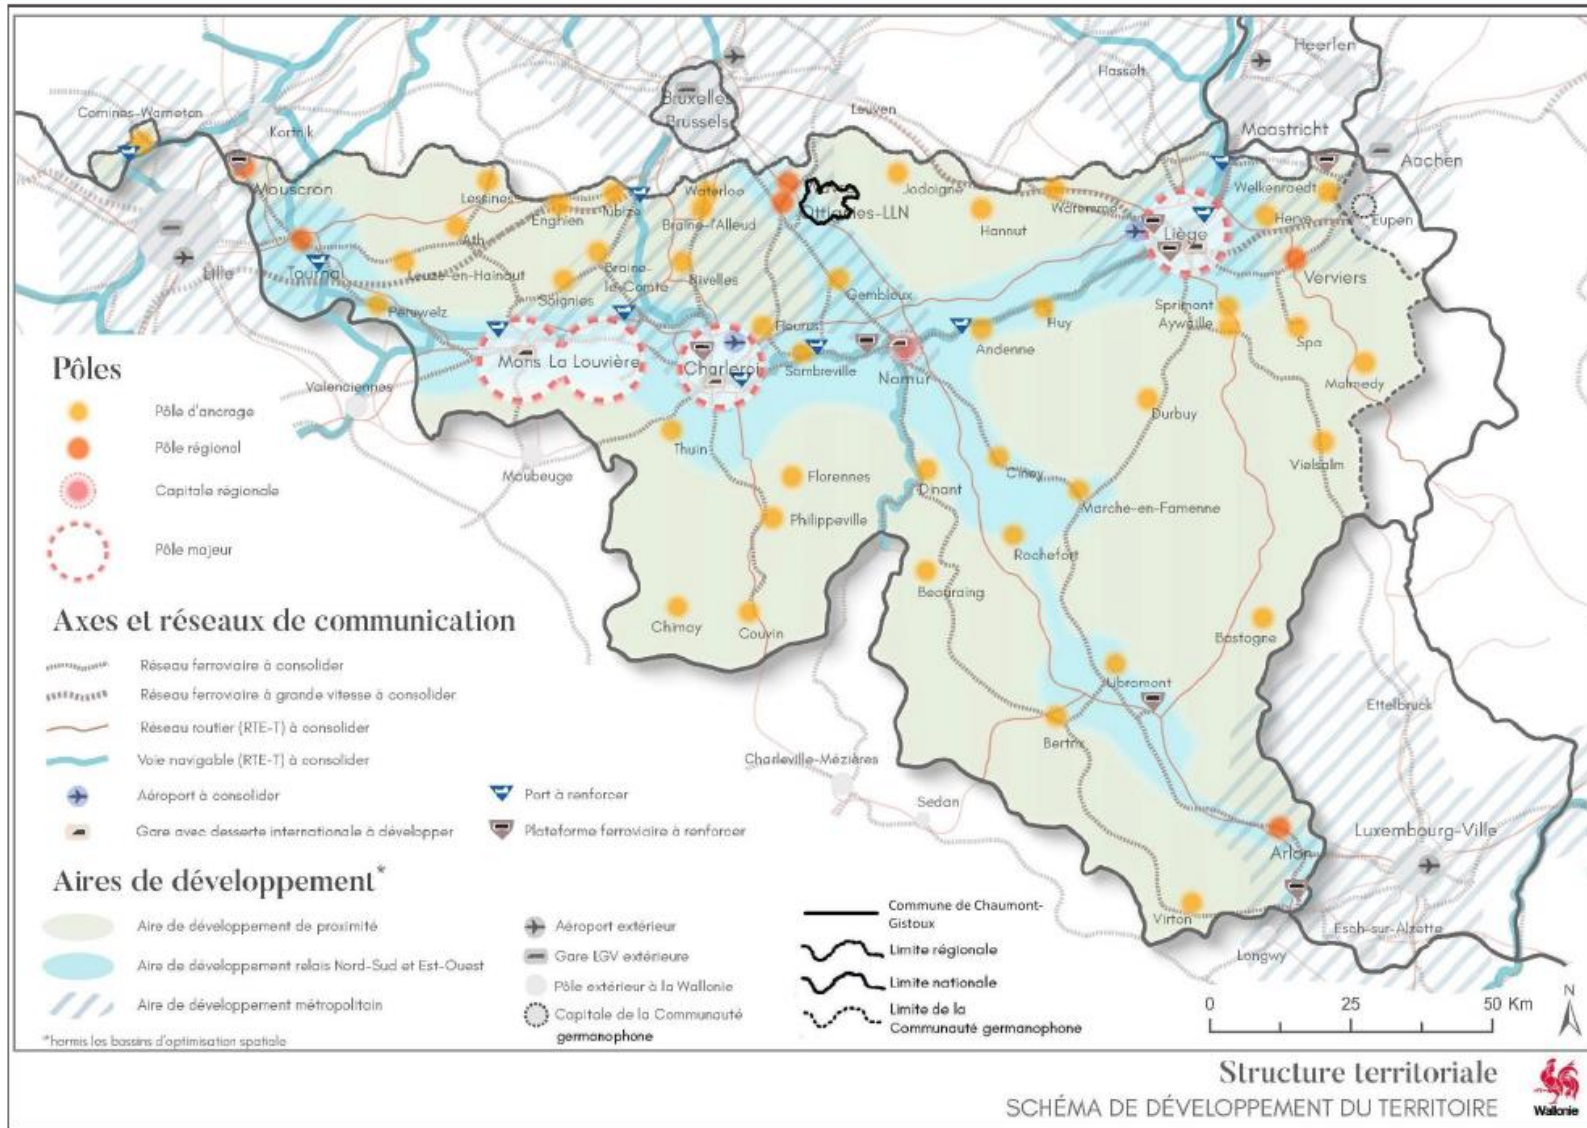 Comines-Warneton
Kortrijk
Mouscron
Lille
Tournai
Bruxelles
Brussels
Leuven
Hasselt
Heerlen
Maastricht
Aachen
Lessines
Enghien
Tubize
Waterloo
Braine-l'Alleud
Ottignies-LLN
Jodoigne
Hannut
Waremme
Liège
Welkenraedt
Herve
Eupen
Verviers
Ath
Leuze-en-Hainaut
Péruwelz
Soignies
Braine-
le-Comte
Nivelles
Gembloux
Fleurus
Sambreville
Namur
Andenne
Huy
Sprimont
Aywaille
Spa
Malmedy
Mons La Louvière
Charleroi
Valenciennes
Maubeuge
Thuin
Florennes
Philippeville
Dinant
Ciney
Durbuy
Vielsalm
Marche-en-Famenne
Rochefort
Beauraing
Chimay
Couvin
Bastogne
Libramont
Bertrix
Charleville-Mézières
Sedan
Ettelbruck
Luxembourg-Ville
Arlon
Virton
Esch-sur-Alzette
Longwy
Pôles
Pôle d'ancrage
Pôle régional
Capitale régionale
Pôle majeur
Axes et réseaux de communication
Réseau ferroviaire à consolider
Réseau ferroviaire à grande vitesse à consolider
Réseau routier (RTE-T) à consolider
Voie navigable (RTE-T) à consolider
Aéroport à consolider
Gare avec desserte internationale à développer
Port à renforcer
Plateforme ferroviaire à renforcer
Aires de développement*
Aire de développement de proximité
Aire de développement relais Nord-Sud et Est-Ouest
Aire de développement métropolitain
*hormis les bassins d'optimisation spatiale
Aéroport extérieur
Gare LGV extérieure
Pôle extérieur à la Wallonie
Capitale de la Communauté
germanophone
Commune de Chaumont-
Gistoux
Limite régionale
Limite nationale
Limite de la
Communauté germanophone
0 25 50 Km
N
Structure territoriale
SCHÉMA DE DÉVELOPPEMENT DU TERRITOIRE
Wallonie